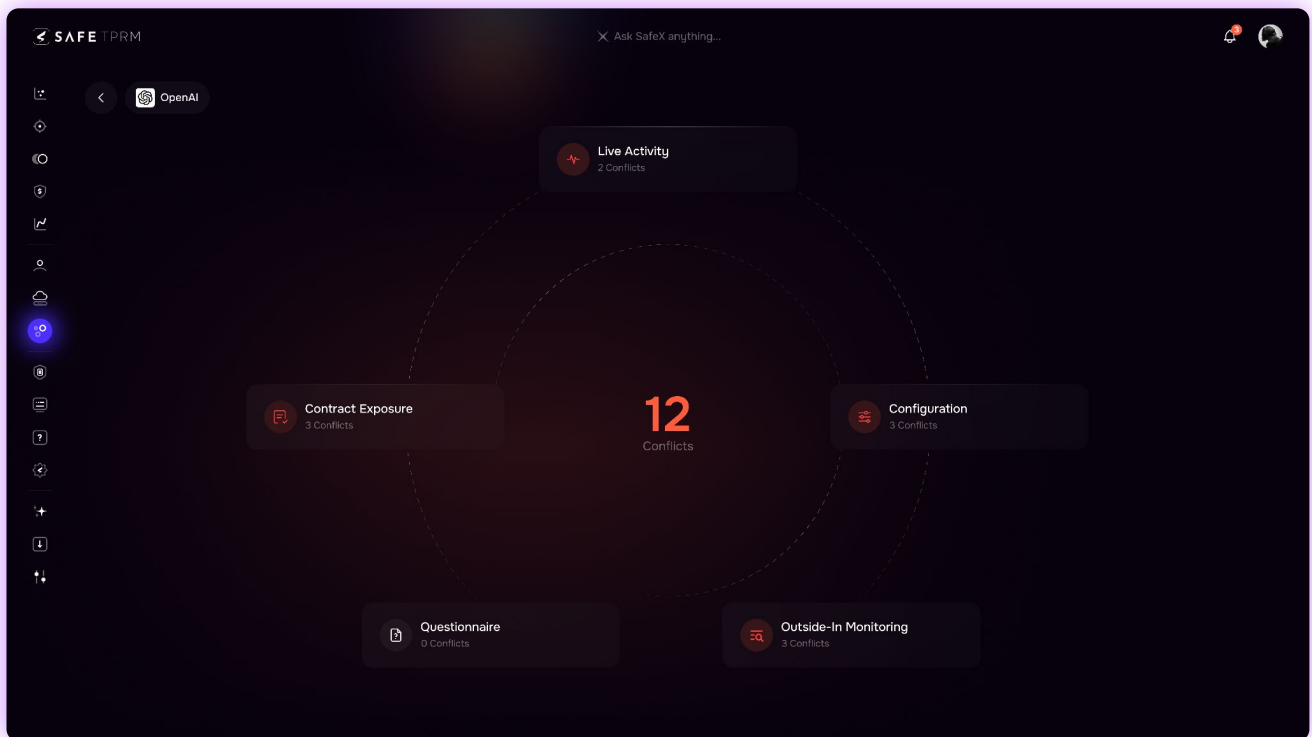 SAFE TPRM
Ask SafeX anything...
3
OpenAI
Live Activity
2 Conflicts
Contract Exposure
3 Conflicts
12
Conflicts
Configuration
3 Conflicts
Questionnaire
0 Conflicts
Outside-In Monitoring
3 Conflicts